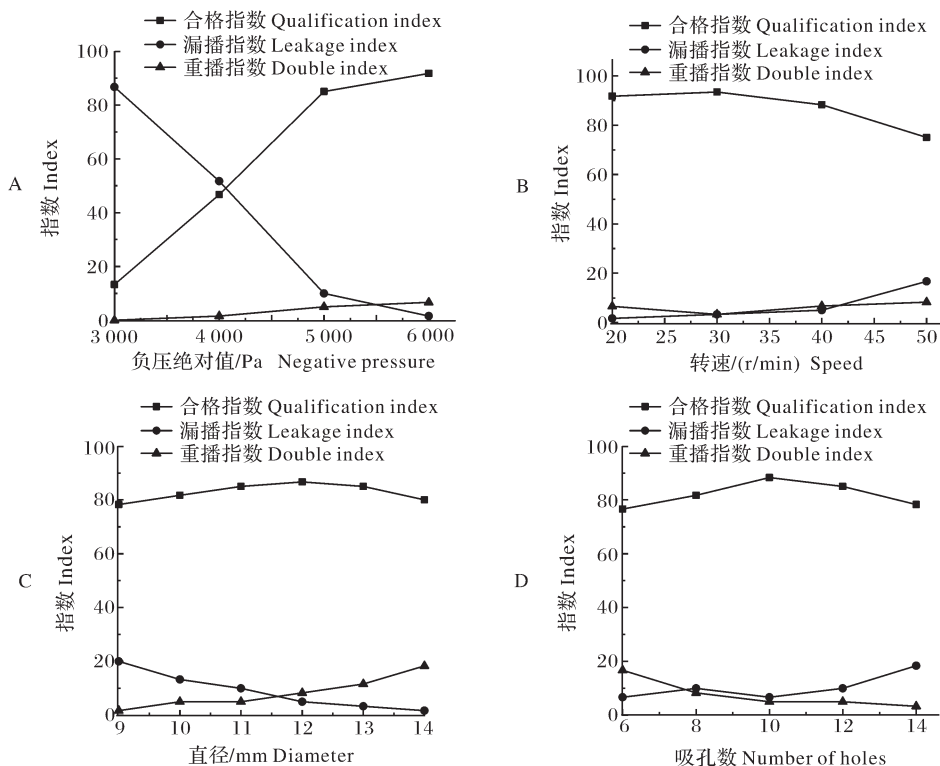 合格指数 Qualification index
漏播指数 Leakage index
重播指数 Double index
100
80
60
40
20
0
指数 Index
A
3 000 4 000 5 000 6 000
负压绝对值/Pa Negative pressure
合格指数 Qualification index
漏播指数 Leakage index
重播指数 Double index
100
80
60
40
20
0
指数 Index
B
20 25 30 35 40 45 50
转速/(r/min) Speed
合格指数 Qualification index
漏播指数 Leakage index
重播指数 Double index
100
80
60
40
20
0
指数 Index
C
9 10 11 12 13 14
直径/mm Diameter
合格指数 Qualification index
漏播指数 Leakage index
重播指数 Double index
100
80
60
40
20
0
指数 Index
D
6 8 10 12 14
吸孔数 Number of holes